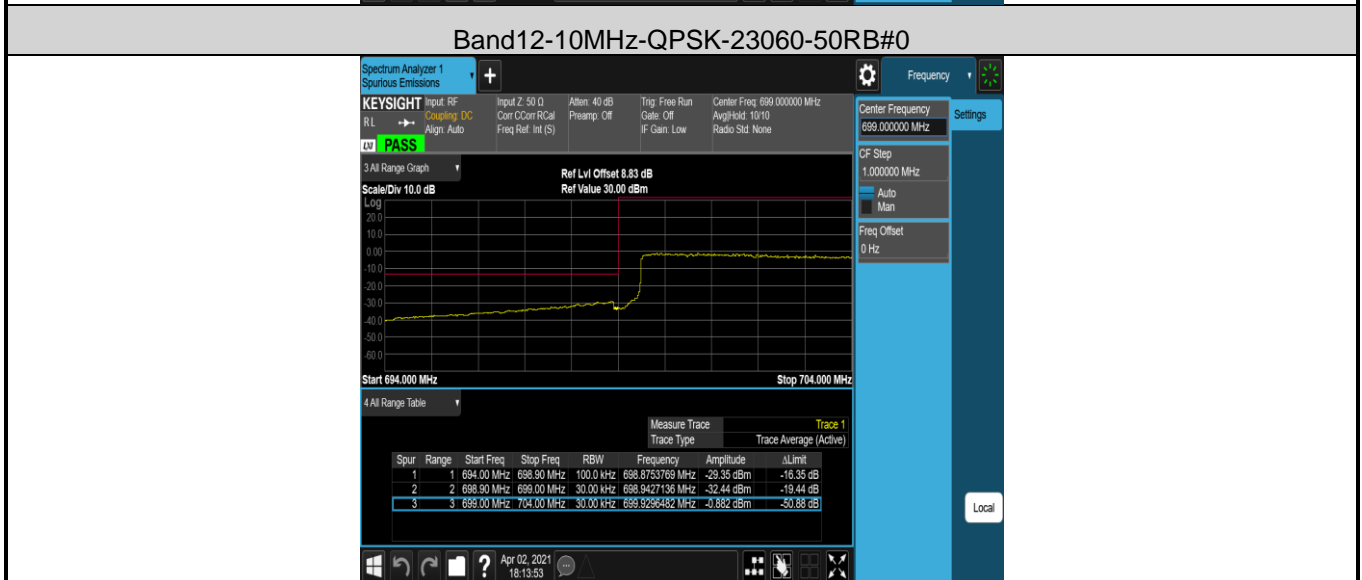 Band12-10MHz-QPSK-23060-50RB#0
Spectrum Analyzer 1
Spurious Emissions
Frequency
KEYSIGHT Input: RF Input Z: 50 Ω Atten: 40 dB Trig: Free Run Center Freq: 699.000000 MHz
RL Coupling: DC Corr CCorr RCal Preamp: Off Gate: Off Avg|Hold: 10/10
Align: Auto Freq Ref: Int (S) IF Gain: Low Radio Std: None
LXI PASS
Center Frequency
699.000000 MHz
Settings
CF Step
1.000000 MHz
Auto
Man
Freq Offset
0 Hz
3 All Range Graph
Ref Lvl Offset 8.83 dB
Scale/Div 10.0 dB Ref Value 30.00 dBm
Log
20.0
10.0
0.00
-10.0
-20.0
-30.0
-40.0
-50.0
-60.0
Start 694.000 MHz Stop 704.000 MHz
4 All Range Table
Measure Trace Trace 1
Trace Type Trace Average (Active)
Spur Range Start Freq Stop Freq RBW Frequency Amplitude ΔLimit
1 1 694.00 MHz 698.90 MHz 100.0 kHz 698.8753769 MHz -29.35 dBm -16.35 dB
2 2 698.90 MHz 699.00 MHz 30.00 kHz 698.9427136 MHz -32.44 dBm -19.44 dB
3 3 699.00 MHz 704.00 MHz 30.00 kHz 699.9296482 MHz -0.882 dBm -50.88 dB
Local
? Apr 02, 2021
18:13:53